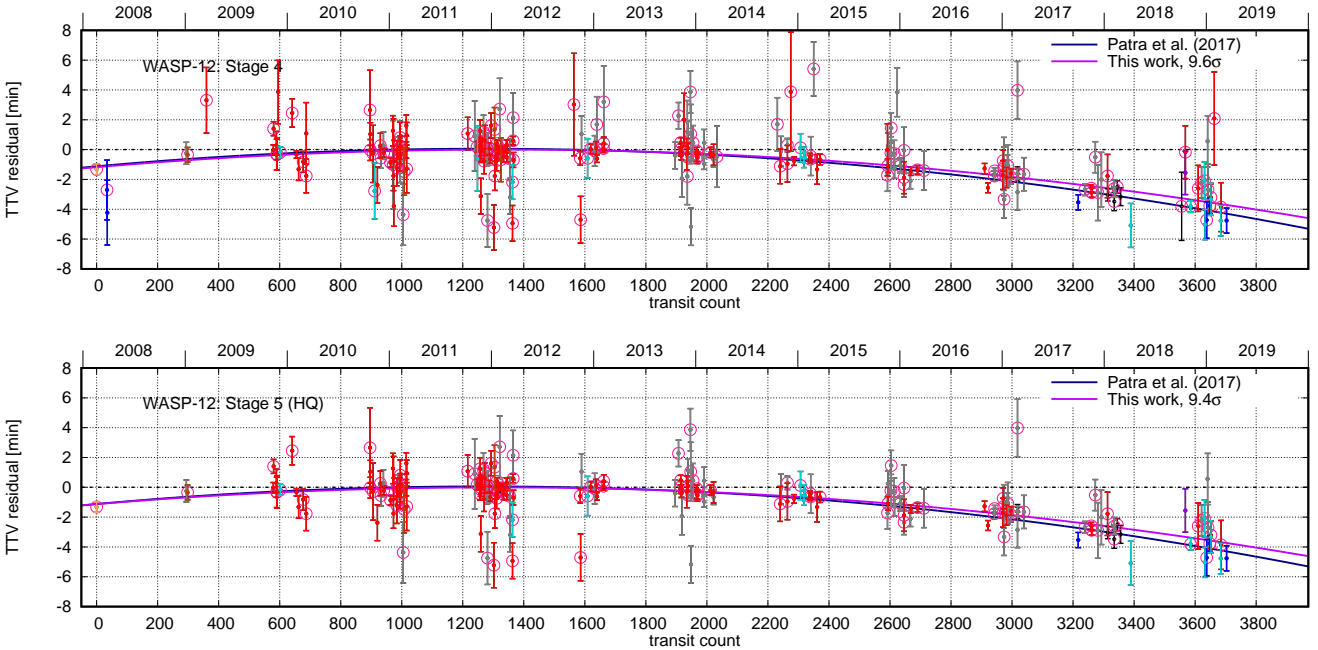 2008 2009 2010 2011 2012 2013 2014 2015 2016 2017 2018 2019
8
WASP-12: Stage 4
Patra et al. (2017)
This work, 9.6σ
6
4
2
0
-2
-4
-6
-8
TTV residual [min]
0 200 400 600 800 1000 1200 1400 1600 1800 2000 2200 2400 2600 2800 3000 3200 3400 3600 3800
transit count
2008 2009 2010 2011 2012 2013 2014 2015 2016 2017 2018 2019
8
WASP-12: Stage 5 (HQ)
Patra et al. (2017)
This work, 9.4σ
6
4
2
0
-2
-4
-6
-8
TTV residual [min]
0 200 400 600 800 1000 1200 1400 1600 1800 2000 2200 2400 2600 2800 3000 3200 3400 3600 3800
transit count